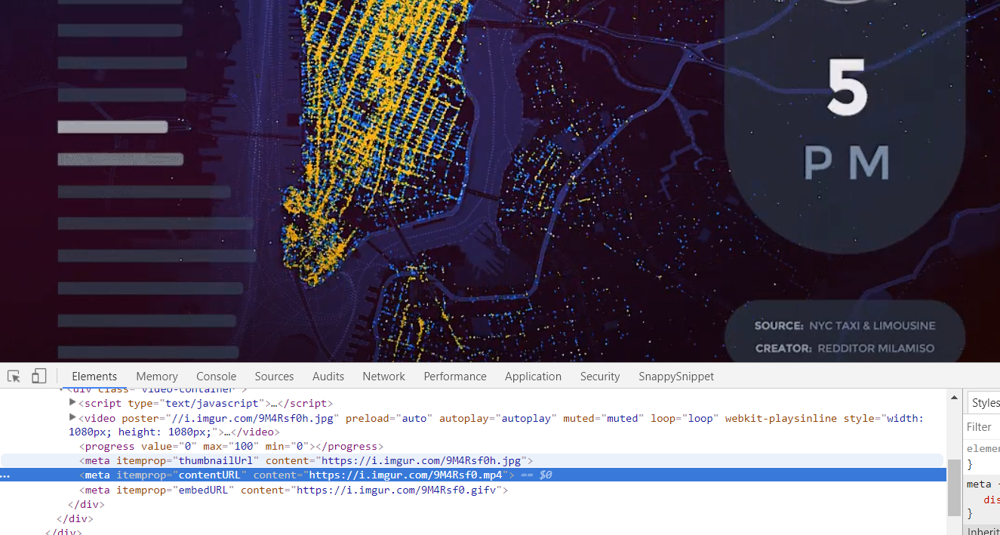 5
PM
SOURCE: NYC TAXI & LIMOUSINE
CREATOR: REDDITOR MILAMISO
Elements Memory Console Sources Audits Network Performance Application Security SnappySnippet
▼<div class="video-container">
▶<script type="text/javascript">…</script>
▶<video poster="//i.imgur.com/9M4Rsf0h.jpg" preload="auto" autoplay="autoplay" muted="muted" loop="loop" webkit-playsinline style="width:
1080px; height: 1080px;">…</video>
<progress value="0" max="100" min="0"></progress>
<meta itemprop="thumbnailUrl" content="https://i.imgur.com/9M4Rsf0h.jpg">
… <meta itemprop="contentURL" content="https://i.imgur.com/9M4Rsf0.mp4"> == $0
<meta itemprop="embedURL" content="https://i.imgur.com/9M4Rsf0.gifv">
</div>
</div>
</div>
Styles
Filter
elemen
}
meta
dis
}
Inherit